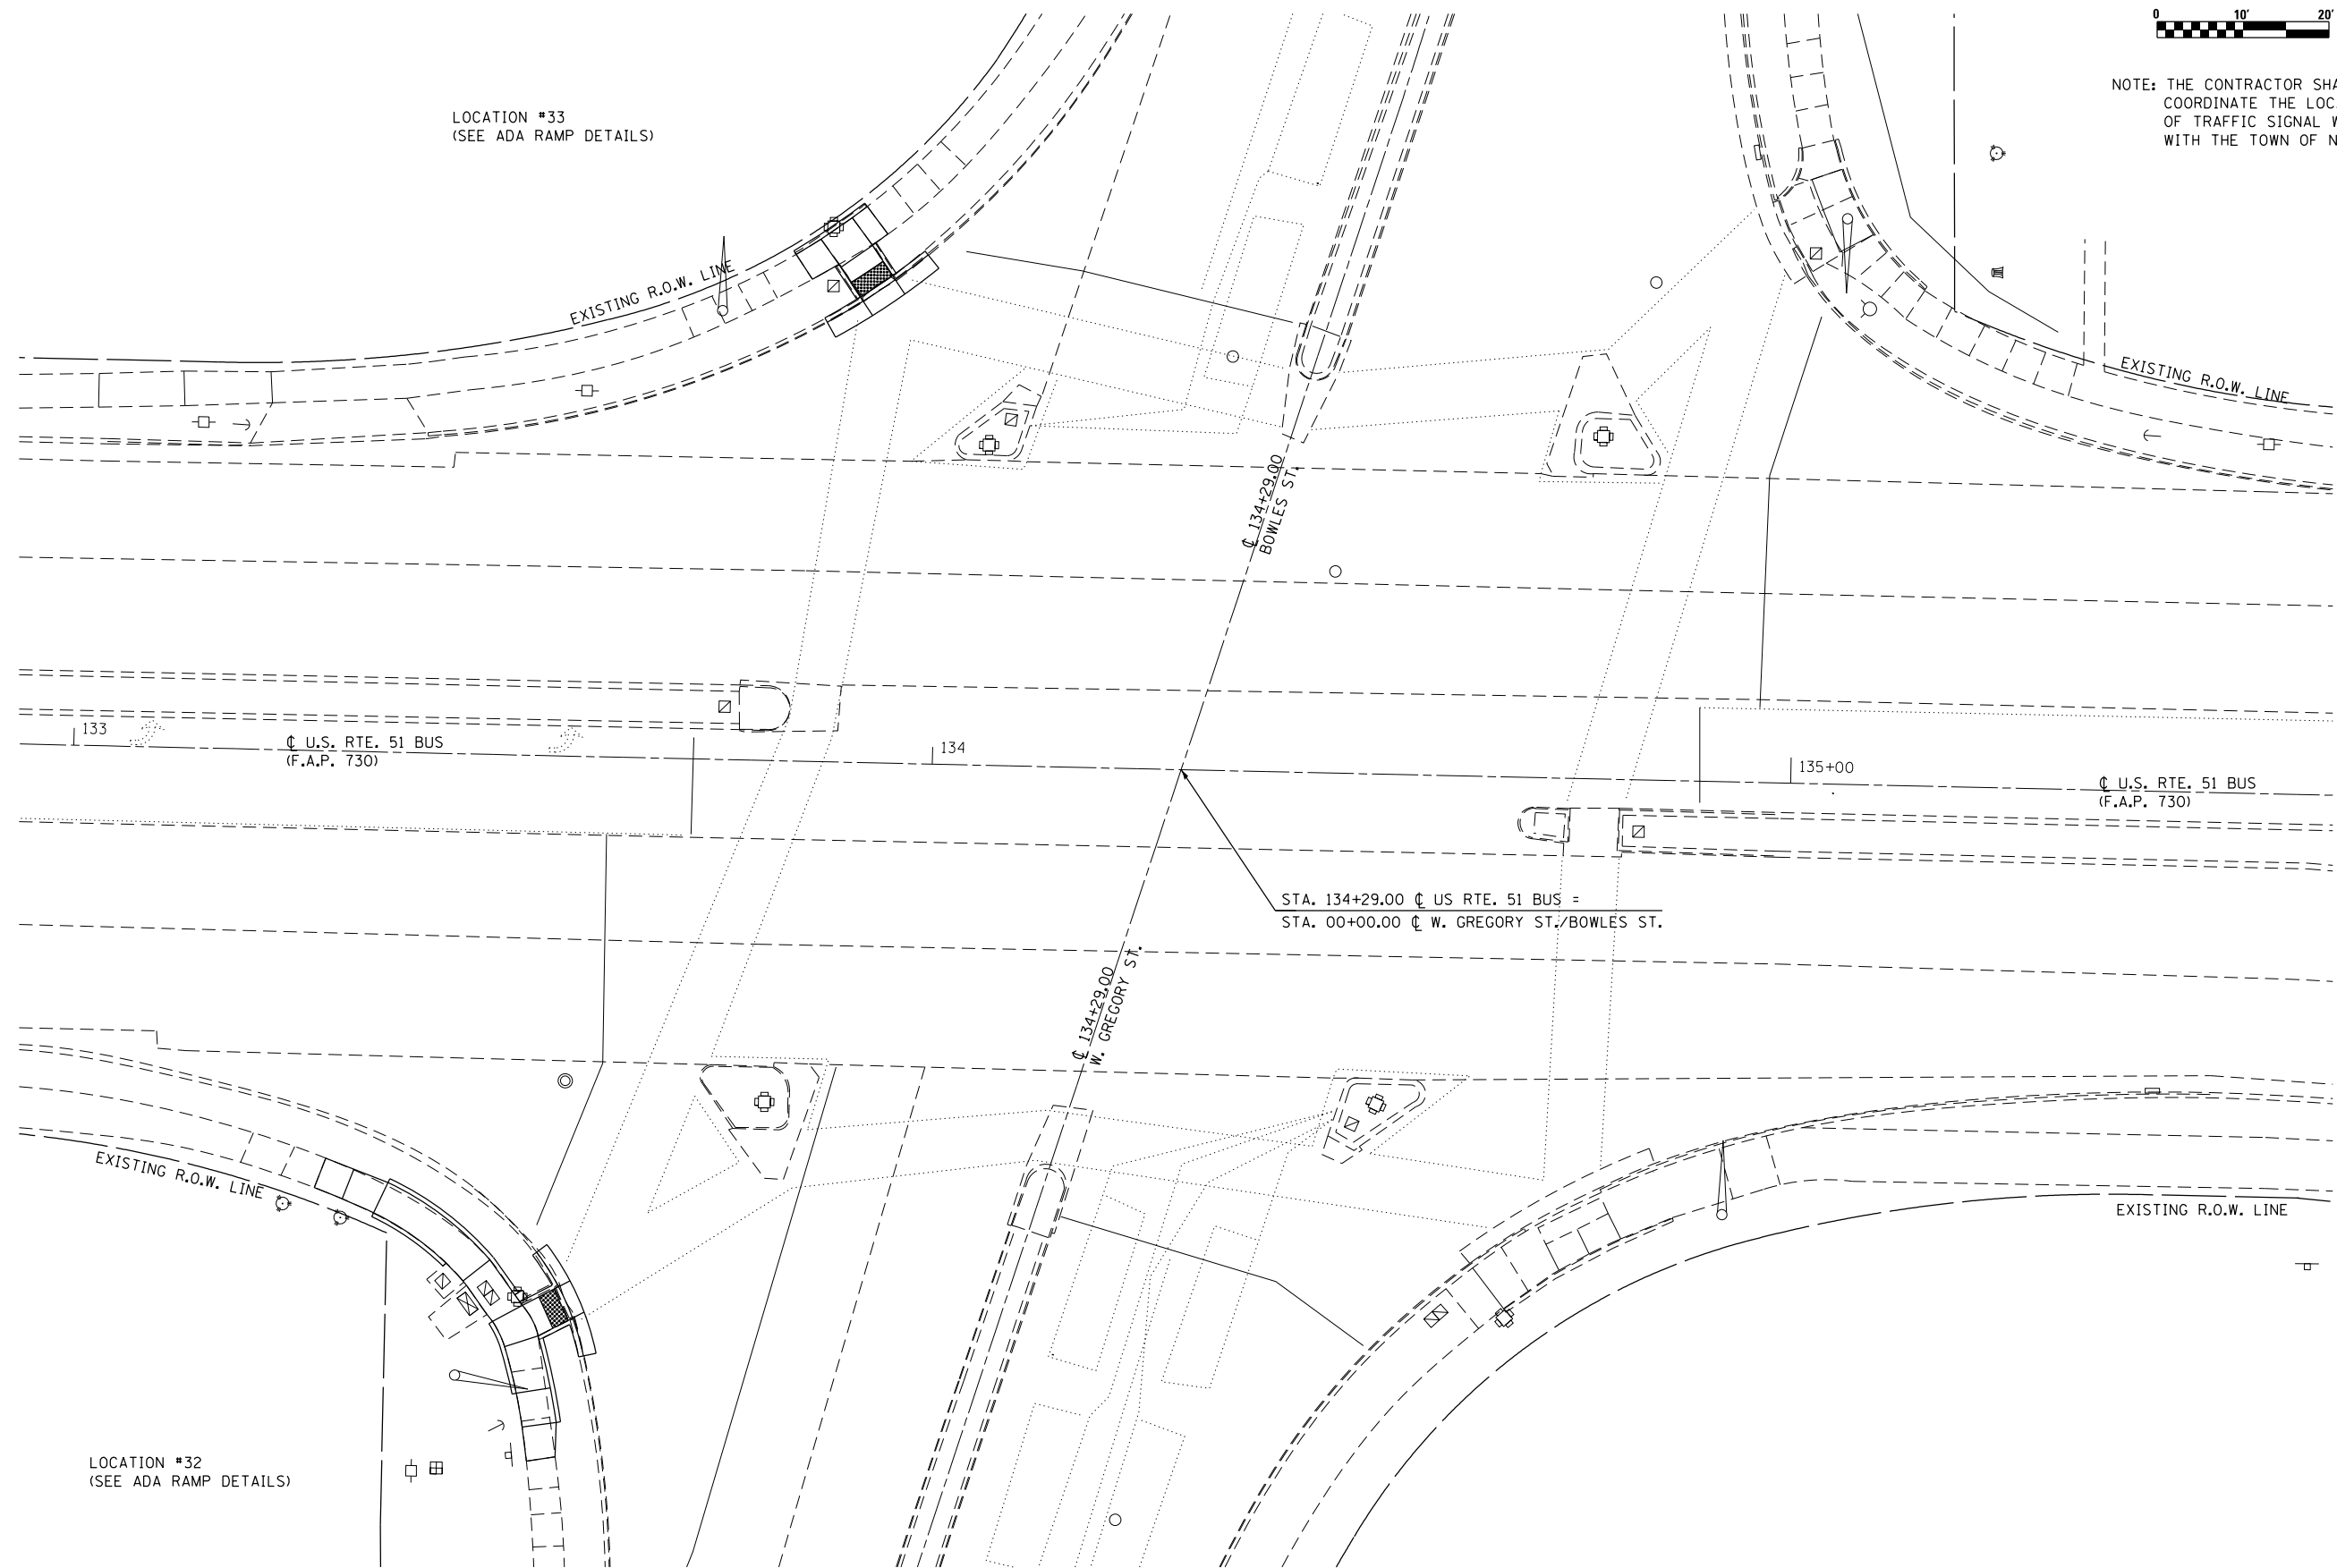 0 10' 20'
NOTE: THE CONTRACTOR
COORDINATE THE
OF TRAFFIC SIGNAL
WITH THE TOWN OF
LOCATION #33
(SEE ADA RAMP DETAILS)
EXISTING R.O.W. LINE
EXISTING R.O.W. LINE
℄ 134+29.00
BOWLES ST.
133
℄ U.S. RTE. 51 BUS
(F.A.P. 730)
134
135+00
℄ U.S. RTE. 51 BUS
(F.A.P. 730)
STA. 134+29.00 ℄ US RTE. 51 BUS =
STA. 00+00.00 ℄ W. GREGORY ST./BOWLES ST.
℄ 134+29.00
W. GREGORY ST.
EXISTING R.O.W. LINE
EXISTING R.O.W. LINE
LOCATION #32
(SEE ADA RAMP DETAILS)